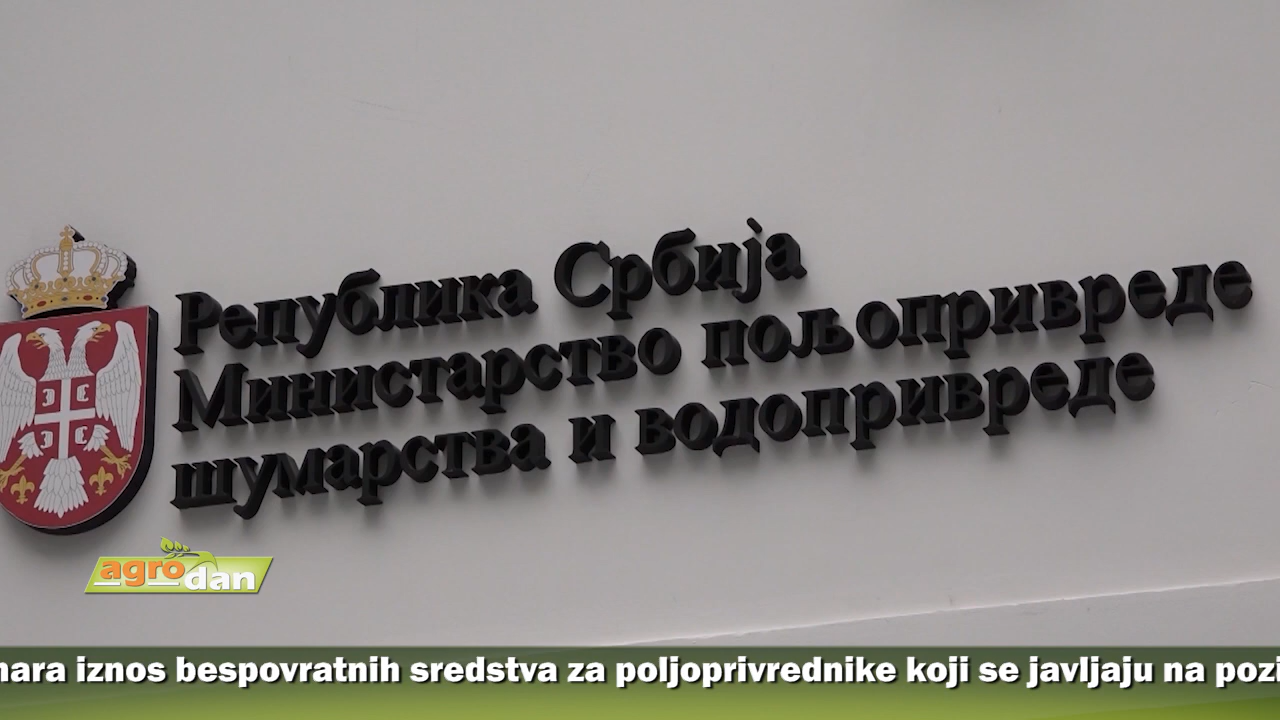 Република Србија
Министарство пољопривреде
шумарства и водопривреде
agro
dan
iznos bespovratnih sredstva za poljoprivrednike koji se javljaju na